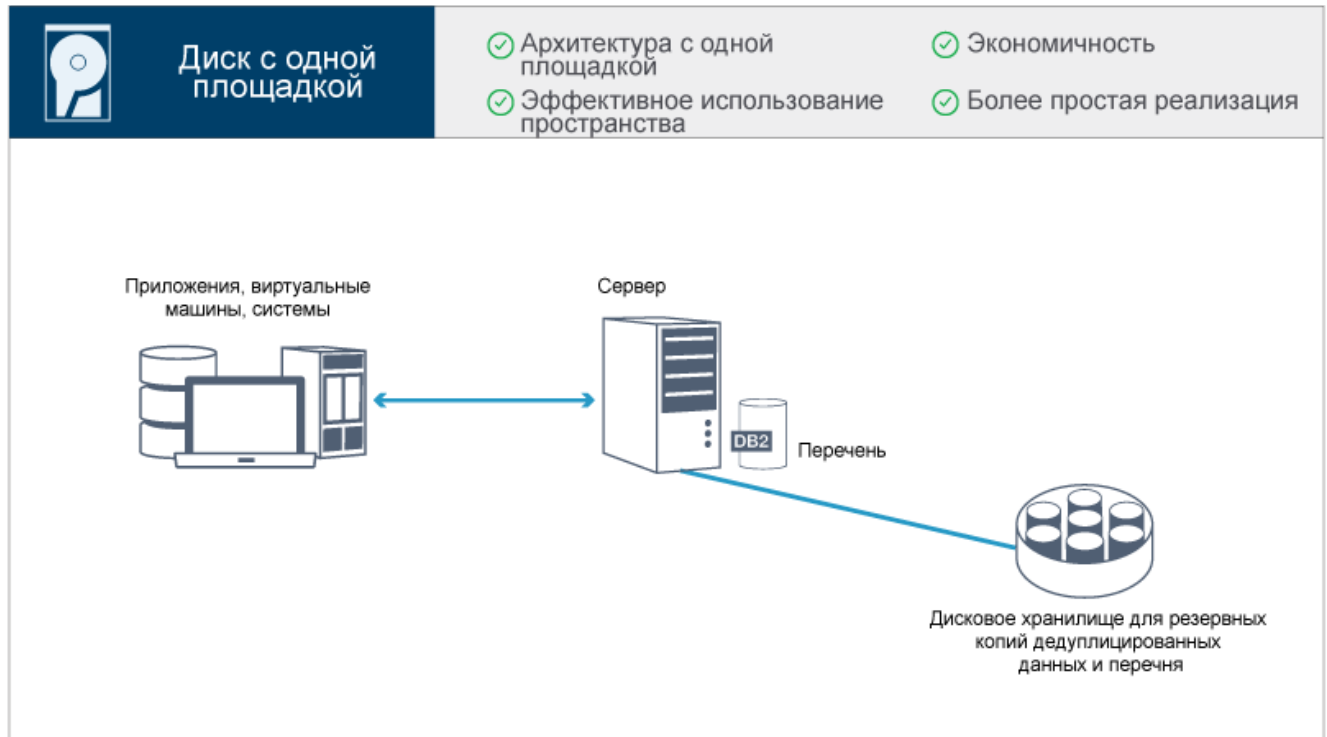 Диск с одной
площадкой
Архитектура с одной
площадкой
Эффективное использование
пространства
Экономичность
Более простая реализация
Приложения, виртуальные
машины, системы
Сервер
DB2
Перечень
Дисковое хранилище для резервных
копий дедуплицированных
данных и перечня